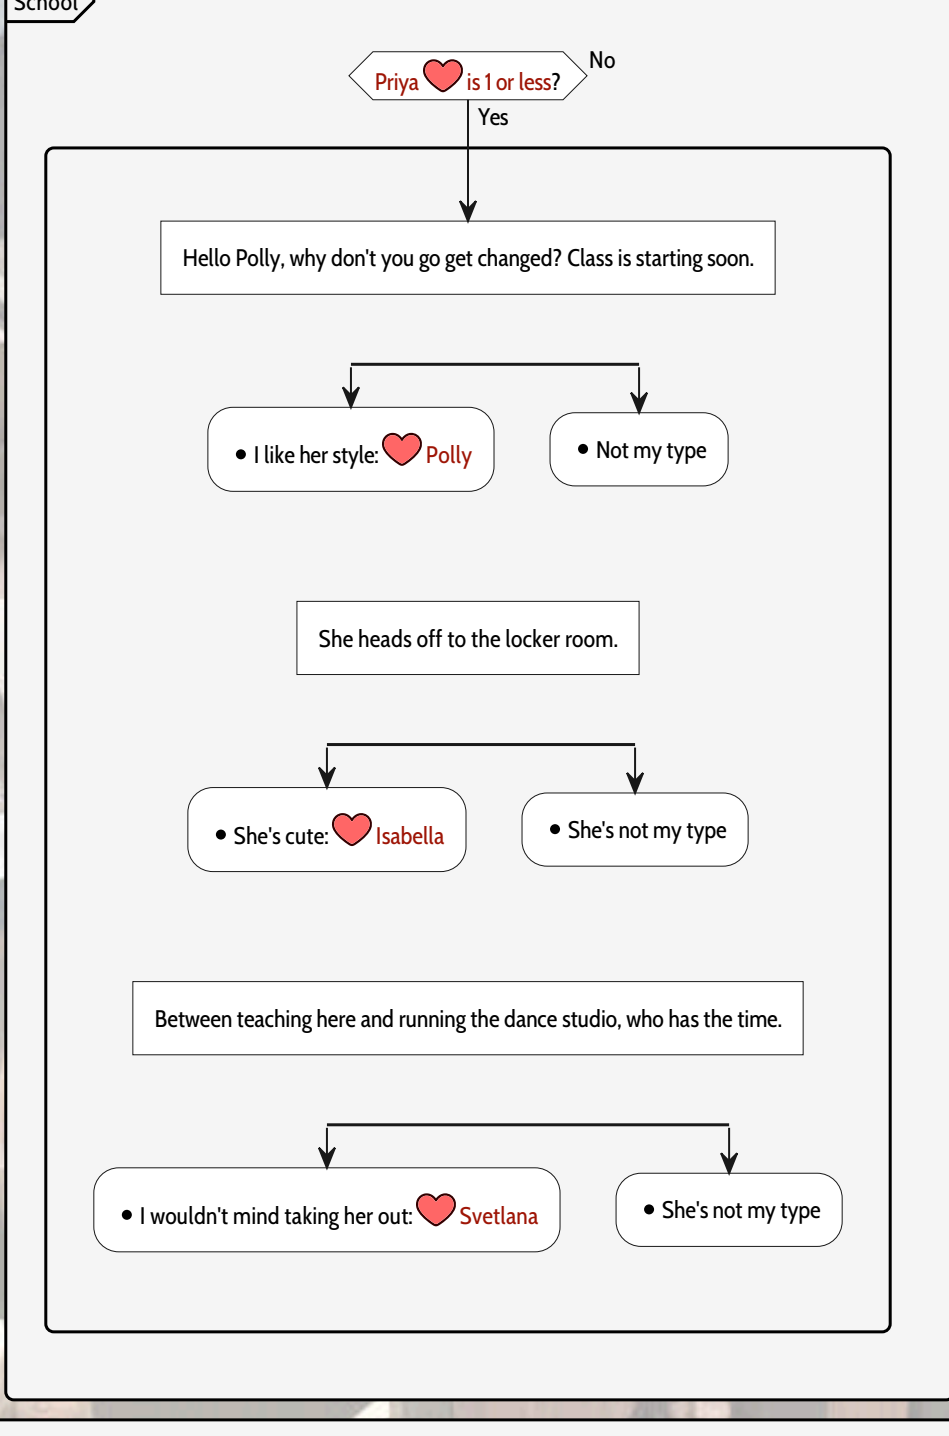 School
No
Priya is 1 or less?
Yes
Hello Polly, why don't you go get changed? Class is starting soon.
• I like her style: Polly
• Not my type
She heads off to the locker room.
• She's cute: Isabella
• She's not my type
Between teaching here and running the dance studio, who has the time.
• I wouldn't mind taking her out: Svetlana
• She's not my type